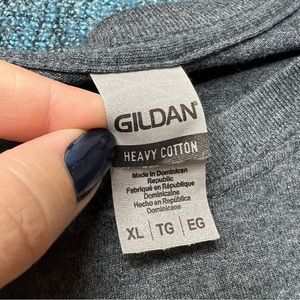 GILDAN®
HEAVY COTTON
Made in Dominican
Republic
Fabriqué en République
Dominicaine
Hecho en República
Dominicana
XL | TG | EG